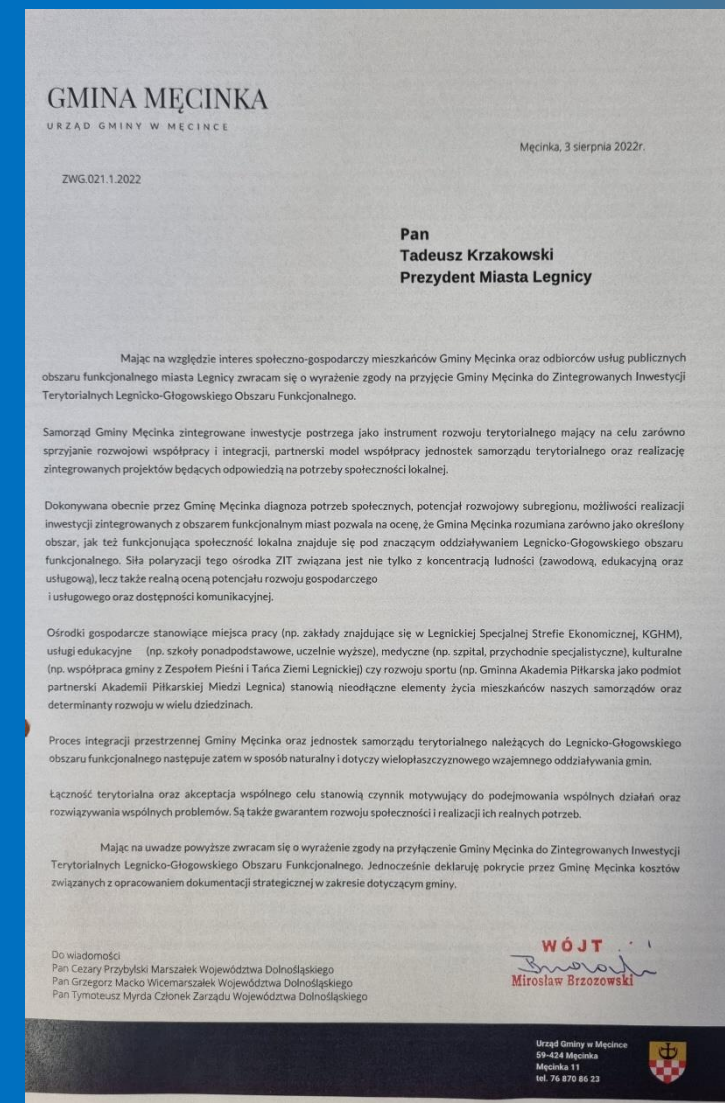 GMINA MĘCINKA
URZĄD GMINY W MĘCINCE
Męcinka, 3 sierpnia 2022r.
ZWG.021.1.2022
Pan
Tadeusz Krzakowski
Prezydent Miasta Legnicy
Mając na względzie interes społeczno-gospodarczy mieszkańców Gminy Męcinka oraz odbiorców usług publicznych
obszaru funkcjonalnego miasta Legnicy zwracam się o wyrażenie zgody na przyjęcie Gminy Męcinka do Zintegrowanych Inwestycji
Terytorialnych Legnicko-Głogowskiego Obszaru Funkcjonalnego.
Samorząd Gminy Męcinka zintegrowane inwestycje postrzega jako instrument rozwoju terytorialnego mający na celu zarówno
sprzyjanie rozwojowi współpracy i integracji, partnerski model współpracy jednostek samorządu terytorialnego oraz realizację
zintegrowanych projektów będących odpowiedzią na potrzeby społeczności lokalnej.
Dokonywana obecnie przez Gminę Męcinka diagnoza potrzeb społecznych, potencjał rozwojowy subregionu, możliwości realizacji
inwestycji zintegrowanych z obszarem funkcjonalnym miast pozwala na ocenę, że Gmina Męcinka rozumiana zarówno jako określony
obszar, jak też funkcjonująca społeczność lokalna znajduje się pod znaczącym oddziaływaniem Legnicko-Głogowskiego obszaru
funkcjonalnego. Siła polaryzacji tego ośrodka ZIT związana jest nie tylko z koncentracją ludności (zawodową, edukacyjną oraz
usługową), lecz także realną oceną potencjału rozwoju gospodarczego
i usługowego oraz dostępności komunikacyjnej.
Ośrodki gospodarcze stanowiące miejsca pracy (np. zakłady znajdujące się w Legnickiej Specjalnej Strefie Ekonomicznej, KGHM),
usługi edukacyjne (np. szkoły ponadpodstawowe, uczelnie wyższe), medyczne (np. szpital, przychodnie specjalistyczne), kulturalne
(np. współpraca gminy z Zespołem Pieśni i Tańca Ziemi Legnickiej) czy rozwoju sportu (np. Gminna Akademia Piłkarska jako podmiot
partnerski Akademii Piłkarskiej Miedzi Legnica) stanowią nieodłączne elementy życia mieszkańców naszych samorządów oraz
determinanty rozwoju w wielu dziedzinach.
Proces integracji przestrzennej Gminy Męcinka oraz jednostek samorządu terytorialnego należących do Legnicko-Głogowskiego
obszaru funkcjonalnego następuje zatem w sposób naturalny i dotyczy wielopłaszczyznowego wzajemnego oddziaływania gmin.
Łączność terytorialna oraz akceptacja wspólnego celu stanowią czynnik motywujący do podejmowania wspólnych działań oraz
rozwiązywania wspólnych problemów. Są także gwarantem rozwoju społeczności i realizacji ich realnych potrzeb.
Mając na uwadze powyższe zwracam się o wyrażenie zgody na przyłączenie Gminy Męcinka do Zintegrowanych Inwestycji
Terytorialnych Legnicko-Głogowskiego Obszaru Funkcjonalnego. Jednocześnie deklaruję pokrycie przez Gminę Męcinka kosztów
związanych z opracowaniem dokumentacji strategicznej w zakresie dotyczącym gminy.
WÓJT
Mirosław Brzozowski
Do wiadomości
Pan Cezary Przybylski Marszałek Województwa Dolnośląskiego
Pan Grzegorz Macko Wicemarszałek Województwa Dolnośląskiego
Pan Tymoteusz Myrda Członek Zarządu Województwa Dolnośląskiego
Urząd Gminy w Męcince
59-424 Męcinka
Męcinka 11
tel. 76 870 86 23